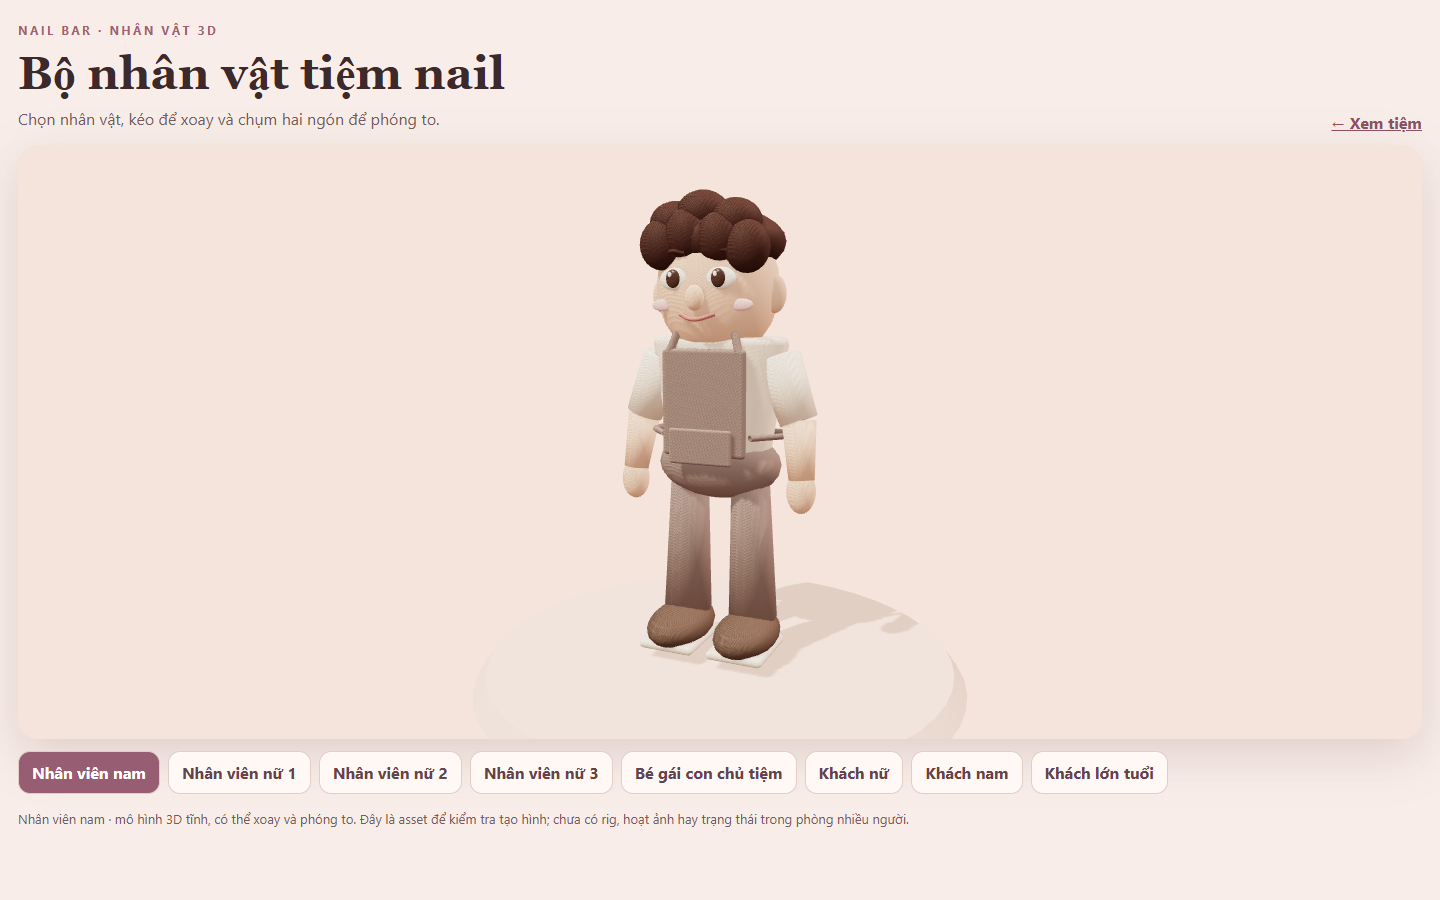 NAIL BAR · NHÂN VẬT 3D
Bộ nhân vật tiệm nail
Chọn nhân vật, kéo để xoay và chụm hai ngón để phóng to.
← Xem tiệm
Nhân viên nam
Nhân viên nữ 1
Nhân viên nữ 2
Nhân viên nữ 3
Bé gái con chủ tiệm
Khách nữ
Khách nam
Khách lớn tuổi
Nhân viên nam · mô hình 3D tĩnh, có thể xoay và phóng to. Đây là asset để kiểm tra tạo hình; chưa có rig, hoạt ảnh hay trạng thái trong phòng nhiều người.